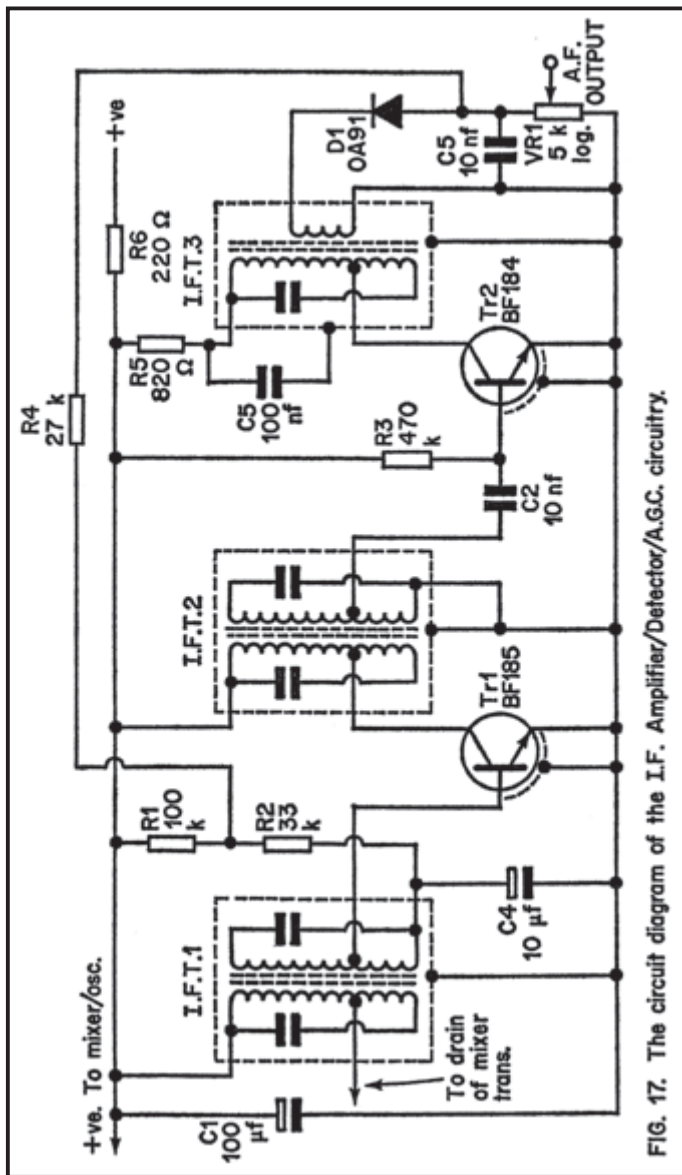 +ve. To mixer/osc.
R4
27 k
+ve
R6
220 Ω
R1
100
k
R5
820
Ω
I.F.T.1
I.F.T.2
I.F.T.3
D1
OA91
C1
100
µf
R2
33
k
C5
100
nf
R3
470
k
C5
10 nf
VR1
5 k
log.
A.F.
OUTPUT
To drain
of mixer
trans.
C4
10 µf
Tr1
BF185
C2
10 nf
Tr2
BF184
FIG. 17. The circuit diagram of the I.F. Amplifier/Detector/A.G.C. circuitry.